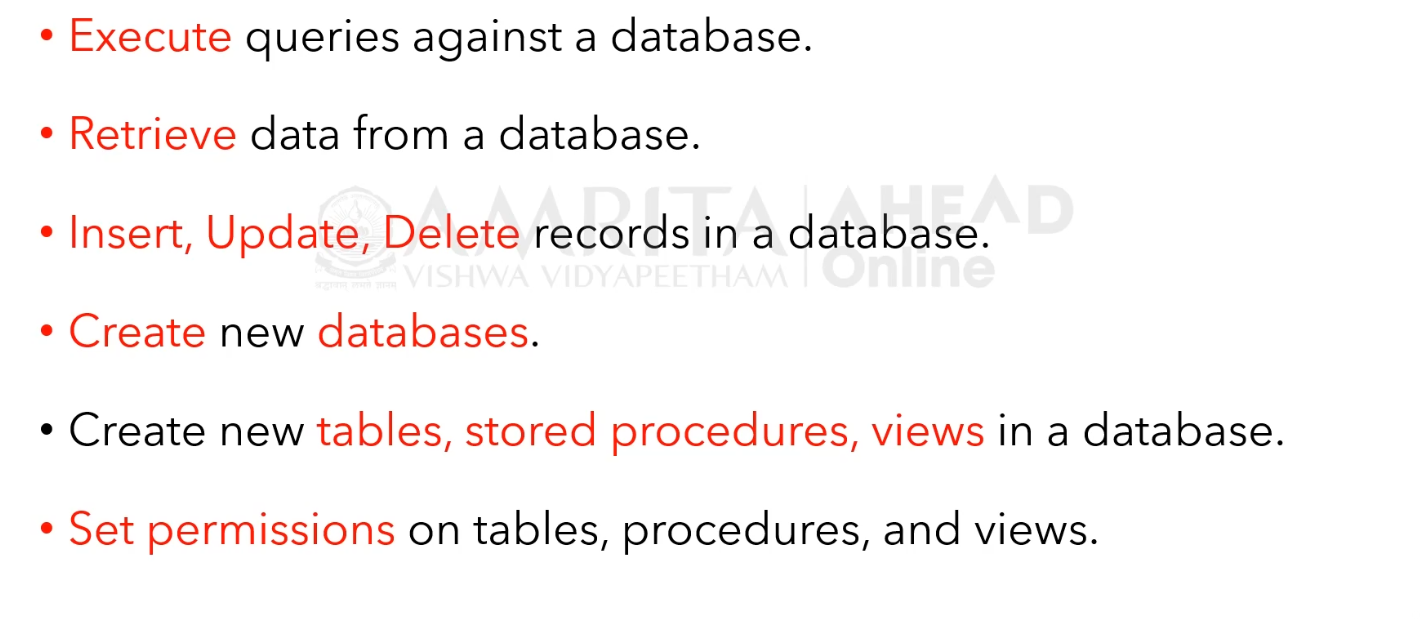 • Execute queries against a database.
• Retrieve data from a database.
AMRITA AHEAD
• Insert, Update, Delete records in a database.
VISHWA VIDYAPEETHAM Online
• Create new databases.
• Create new tables, stored procedures, views in a database.
• Set permissions on tables, procedures, and views.